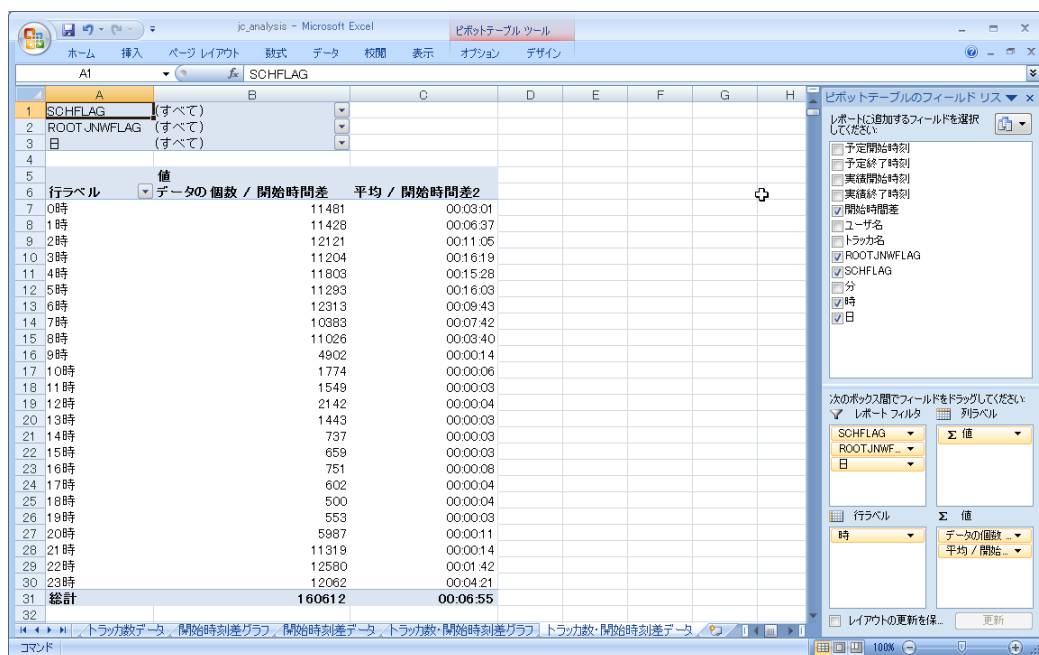 jc_analysis - Microsoft Excel
ピボットテーブル ツール
ホーム 挿入 ページ レイアウト 数式 データ 校閲 表示 オプション デザイン
A1 fx SCHFLAG
A B C D E F G H
1 SCHFLAG (すべて)
2 ROOTJNWFLAG (すべて)
3 日 (すべて)
4
5 値
6 行ラベル データの個数 / 開始時間差 平均 / 開始時間差2
7 0時 11481 00:03:01
8 1時 11428 00:06:37
9 2時 12121 00:11:05
10 3時 11204 00:16:19
11 4時 11803 00:15:28
12 5時 11293 00:16:03
13 6時 12313 00:09:43
14 7時 10383 00:07:42
15 8時 11026 00:03:40
16 9時 4902 00:00:14
17 10時 1774 00:00:06
18 11時 1549 00:00:03
19 12時 2142 00:00:04
20 13時 1443 00:00:03
21 14時 737 00:00:03
22 15時 659 00:00:03
23 16時 751 00:00:08
24 17時 602 00:00:04
25 18時 500 00:00:04
26 19時 553 00:00:03
27 20時 5987 00:00:11
28 21時 11319 00:00:14
29 22時 12580 00:01:42
30 23時 12062 00:04:21
31 総計 160612 00:06:55
32
トラッカ数データ 開始時刻差グラフ 開始時刻差データ トラッカ数・開始時刻差グラフ トラッカ数・開始時刻差データ
コマンド
100%
ピボットテーブルのフィールド リス
レポートに追加するフィールドを選択
してください:
予定開始時刻
予定終了時刻
実績開始時刻
実績終了時刻
開始時間差
ユーザ名
トラッカ名
ROOTJNWFLAG
SCHFLAG
分
時
日
次のボックス間でフィールドをドラッグしてください:
レポート フィルタ 列ラベル
SCHFLAG Σ 値
ROOTJNWF...
日
行ラベル Σ 値
時 データの個数 ...
平均 / 開始...
レイアウトの更新を保... 更新